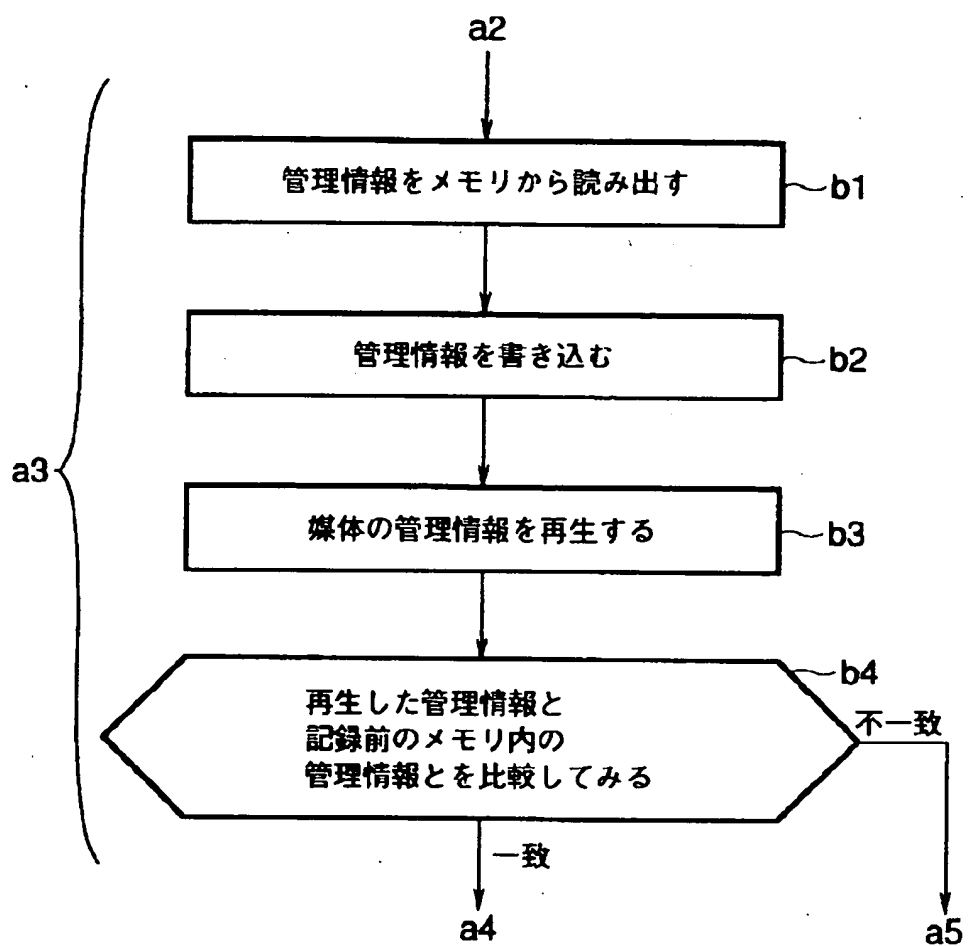 a2
管理情報をメモリから読み出す
b1
管理情報を書き込む
b2
a3
媒体の管理情報を再生する
b3
b4
再生した管理情報と
記録前のメモリ内の
管理情報とを比較してみる
不一致
一致
a4
a5